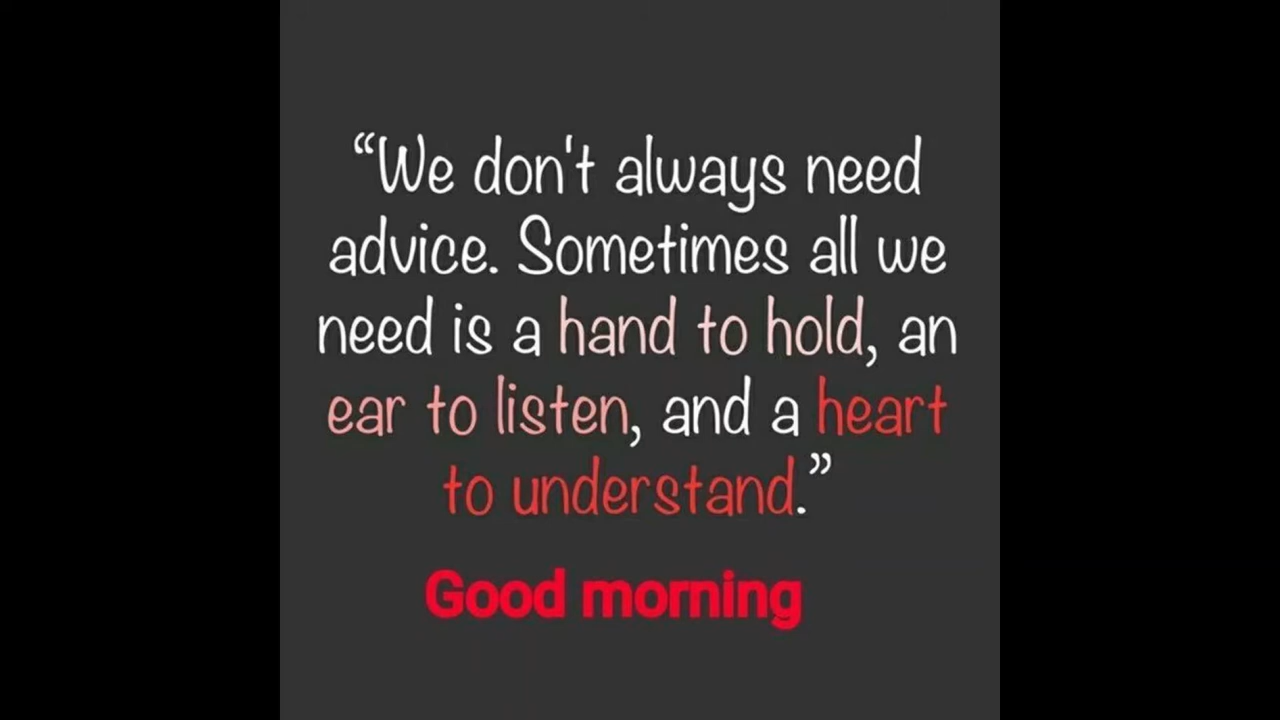 “We don't always need
advice. Sometimes all we
need is a hand to hold, an
ear to listen, and a heart
to understand.”
Good morning